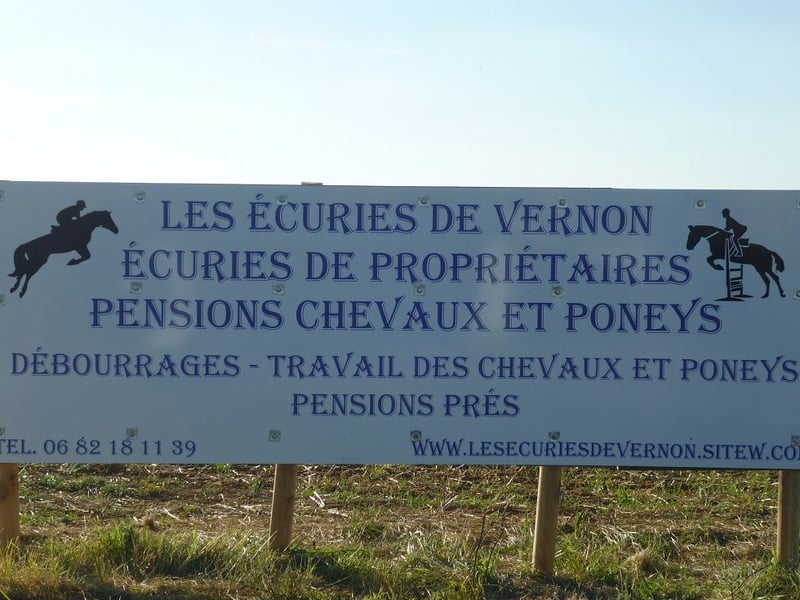 LES ÉCURIES DE VERNON
ÉCURIES DE PROPRIÉTAIRES
PENSIONS CHEVAUX ET PONEYS
DÉBOURRAGES - TRAVAIL DES CHEVAUX ET PONEYS
PENSIONS PRÉS
TEL. 06 82 18 11 39
WWW.LESECURIESDEVERNON.SITEW.COM